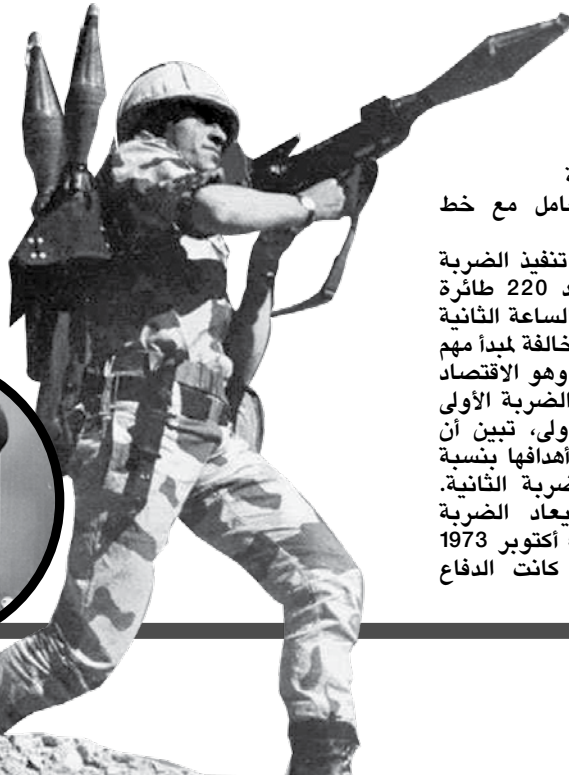 ة
امل مع خط
تنفيذ الضربة
د 220 طائرة
لساعة الثانية
خالفة لمبدأ مهم
وهو الاقتصاد
الضربة الأولى
ولى، تبين أن
أهدافها بنسبة
ضربة الثانية.
يعاد الضربة
أكتوبر 1973
كانت الدفاع